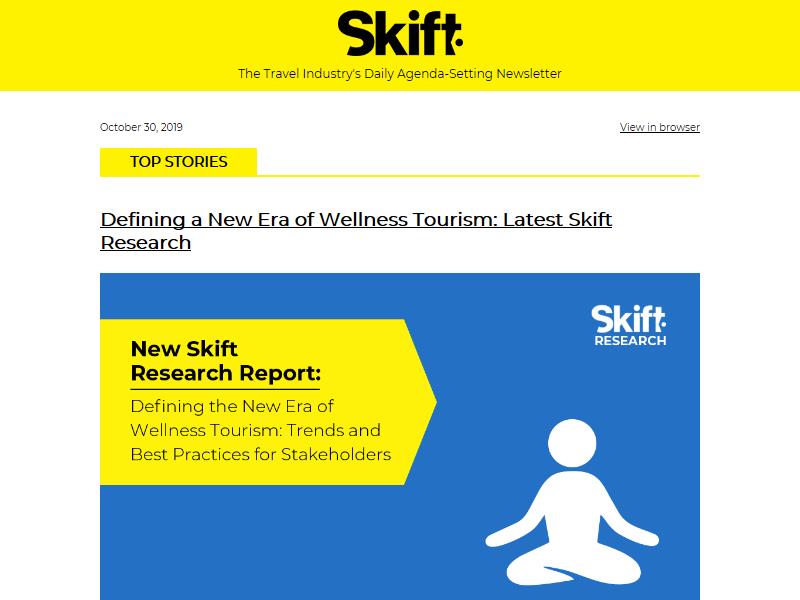 Skift
The Travel Industry's Daily Agenda-Setting Newsletter
October 30, 2019
View in browser
TOP STORIES
Defining a New Era of Wellness Tourism: Latest Skift
Research
Skift
RESEARCH
New Skift
Research Report:
Defining the New Era of
Wellness Tourism: Trends and
Best Practices for Stakeholders